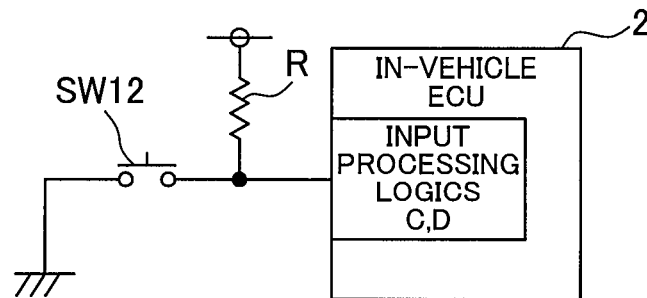 2
SW12
R
IN-VEHICLE
ECU
INPUT
PROCESSING
LOGICS
C,D